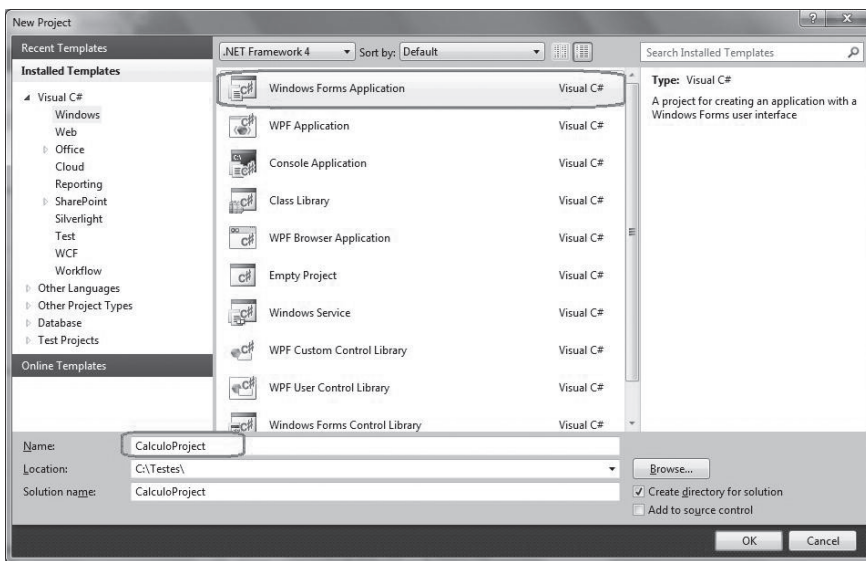 New Project
Recent Templates
Installed Templates
Visual C#
Windows
Web
Office
Cloud
Reporting
SharePoint
Silverlight
Test
WCF
Workflow
Other Languages
Other Project Types
Database
Test Projects
Online Templates
.NET Framework 4
Sort by:
Default
Windows Forms Application Visual C#
WPF Application Visual C#
Console Application Visual C#
Class Library Visual C#
WPF Browser Application Visual C#
Empty Project Visual C#
Windows Service Visual C#
WPF Custom Control Library Visual C#
WPF User Control Library Visual C#
Windows Forms Control Library Visual C#
Search Installed Templates
Type: Visual C#
A project for creating an application with a
Windows Forms user interface
Name: CalculoProject
Location: C:\Testes\
Browse...
Solution name: CalculoProject
Create directory for solution
Add to source control
OK
Cancel